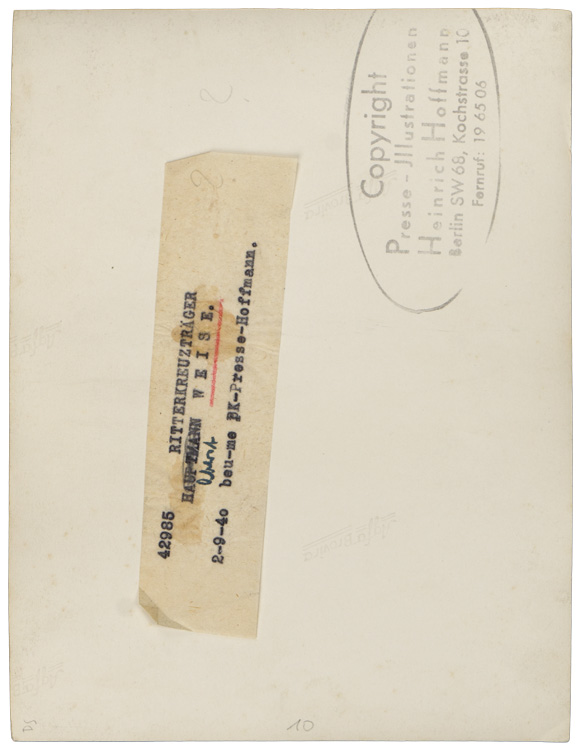 Copyright
Presse-Illustrationen
Heinrich Hoffmann
Berlin SW68, Kochstrasse 10
Fernruf: 19 65 06
42985
RITTERKREUZTRÄGER
HAUPTMANN W E I S E.
2-9-40 beu-me PK-Presse-Hoffmann.
10